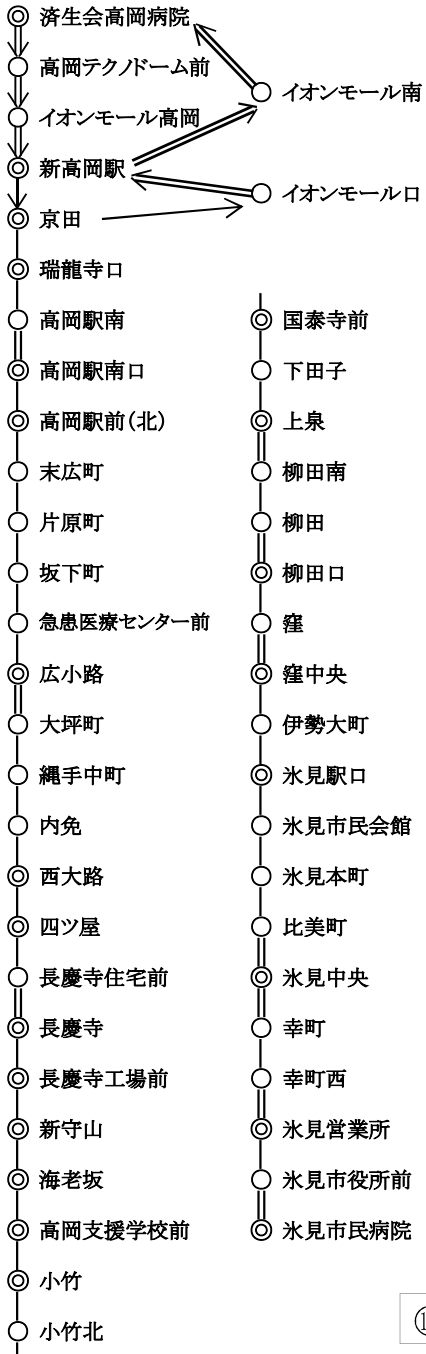 済生会高岡病院
高岡テクノドーム前
イオンモール高岡
新高岡駅
京田
瑞龍寺口
高岡駅南
高岡駅南口
高岡駅前(北)
末広町
片原町
坂下町
急患医療センター前
広小路
大坪町
縄手中町
内免
西大路
四ツ屋
長慶寺住宅前
長慶寺
長慶寺工場前
新守山
海老坂
高岡支援学校前
小竹
小竹北
イオンモール南
イオンモール口
国泰寺前
下田子
上泉
柳田南
柳田
柳田口
窪
窪中央
伊勢大町
氷見駅口
氷見市民会館
氷見本町
比美町
氷見中央
幸町
幸町西
氷見営業所
氷見市役所前
氷見市民病院